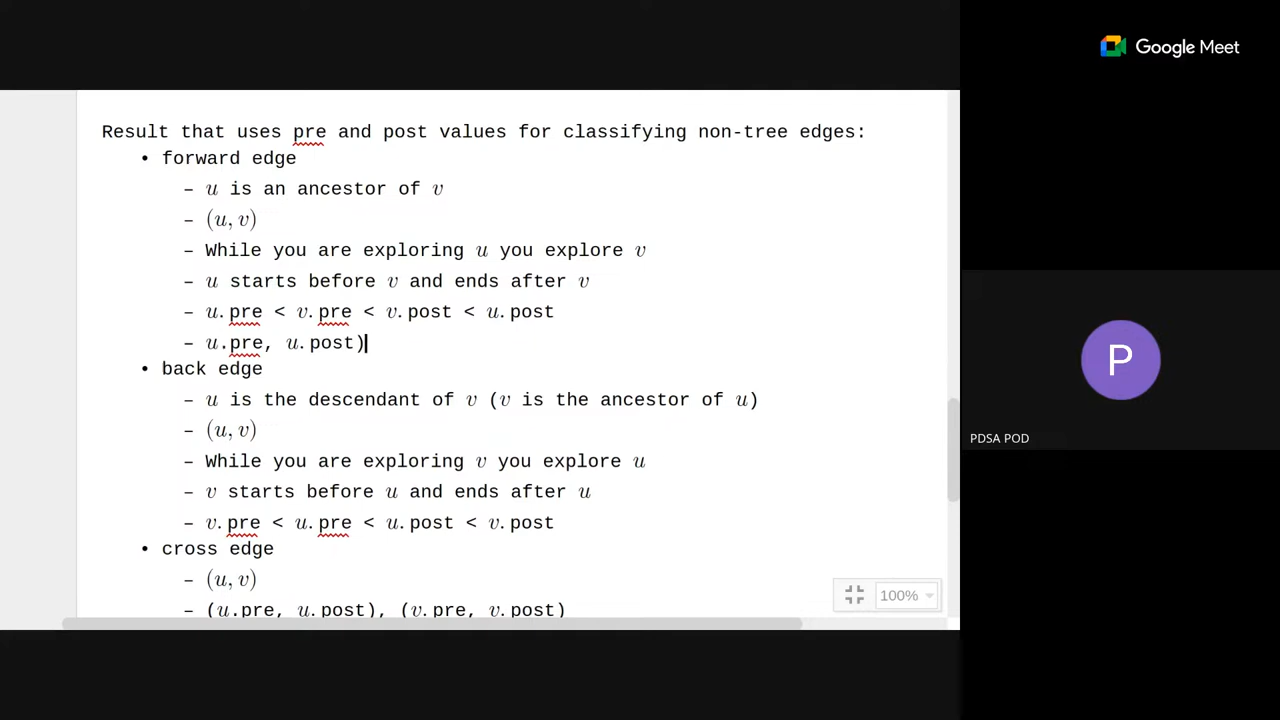 Google Meet
Result that uses pre and post values for classifying non-tree edges:
• forward edge
– u is an ancestor of v
– (u, v)
– While you are exploring u you explore v
– u starts before v and ends after v
– u.pre < v.pre < v.post < u.post
– u.pre, u.post)
• back edge
– u is the descendant of v (v is the ancestor of u)
– (u, v)
– While you are exploring v you explore u
– v starts before u and ends after u
– v.pre < u.pre < u.post < v.post
• cross edge
– (u, v)
– (u.pre, u.post), (v.pre, v.post)
100%
P
PDSA POD